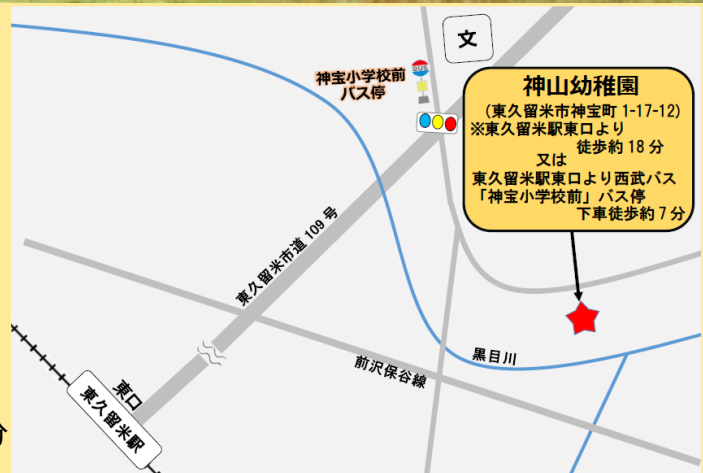 文
神宝小学校前
バス停
神山幼稚園
（東久留米市神宝町 1-17-12）
※東久留米駅東口より
徒歩約 18 分
又は
東久留米駅東口より西武バス
「神宝小学校前」バス停
下車徒歩約 7 分
東久留米市道 109 号
黒目川
前沢保谷線
東口
東久留米駅
分